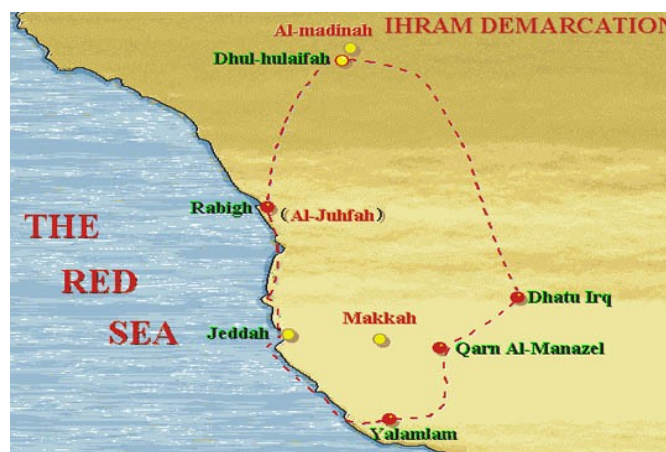 IHRAM DEMARCATION
Al-madinah
Dhul-hulaifah
Rabigh
(Al-Juhfah)
THE
RED
SEA
Dhatu Irq
Jeddah
Makkah
Qarn Al-Manazel
Yalamlam